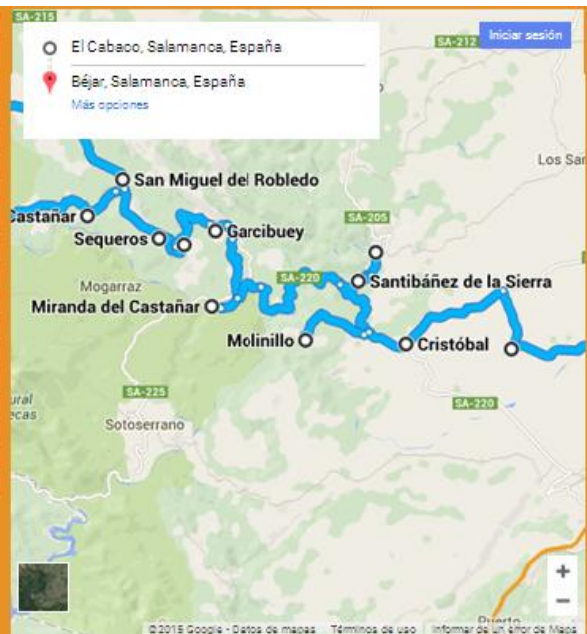 SA-215
El Cabaco, Salamanca, España
Béjar, Salamanca, España
Más opciones
Iniciar sesión
SA-212
Los San
San Miguel del Robledo
Castañar
SA-205
Sequeros
Garcibuey
Mogarraz
SA-220
Santibáñez de la Sierra
Miranda del Castañar
Molinillo
Cristóbal
SA-225
SA-220
ural
ecas
Sotoserrano
+
−
Puerto
©2015 Google - Datos de mapas Términos de uso Informar de un error de Maps